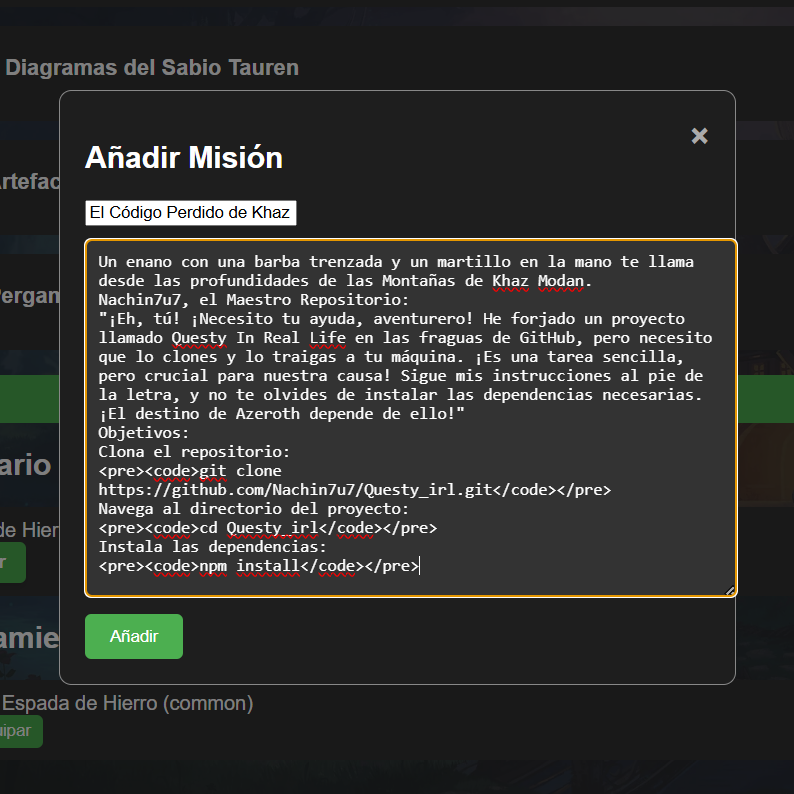 Diagramas del Sabio Tauren
×
Añadir Misión
El Código Perdido de Khaz
Un enano con una barba trenzada y un martillo en la mano te llama
desde las profundidades de las Montañas de Khaz Modan.
Nachin7u7, el Maestro Repositorio:
"¡Eh, tú! ¡Necesito tu ayuda, aventurero! He forjado un proyecto
llamado Questy In Real Life en las fraguas de GitHub, pero necesito
que lo clones y lo traigas a tu máquina. ¡Es una tarea sencilla,
pero crucial para nuestra causa! Sigue mis instrucciones al pie de
la letra, y no te olvides de instalar las dependencias necesarias.
¡El destino de Azeroth depende de ello!"
Objetivos:
Clona el repositorio:
<pre><code>git clone
https://github.com/Nachin7u7/Questy_irl.git</code></pre>
Navega al directorio del proyecto:
<pre><code>cd Questy_irl</code></pre>
Instala las dependencias:
<pre><code>npm install</code></pre>
Añadir
rtefac
Pergam
ario
de Hier
r
amie
Espada de Hierro (common)
uipar